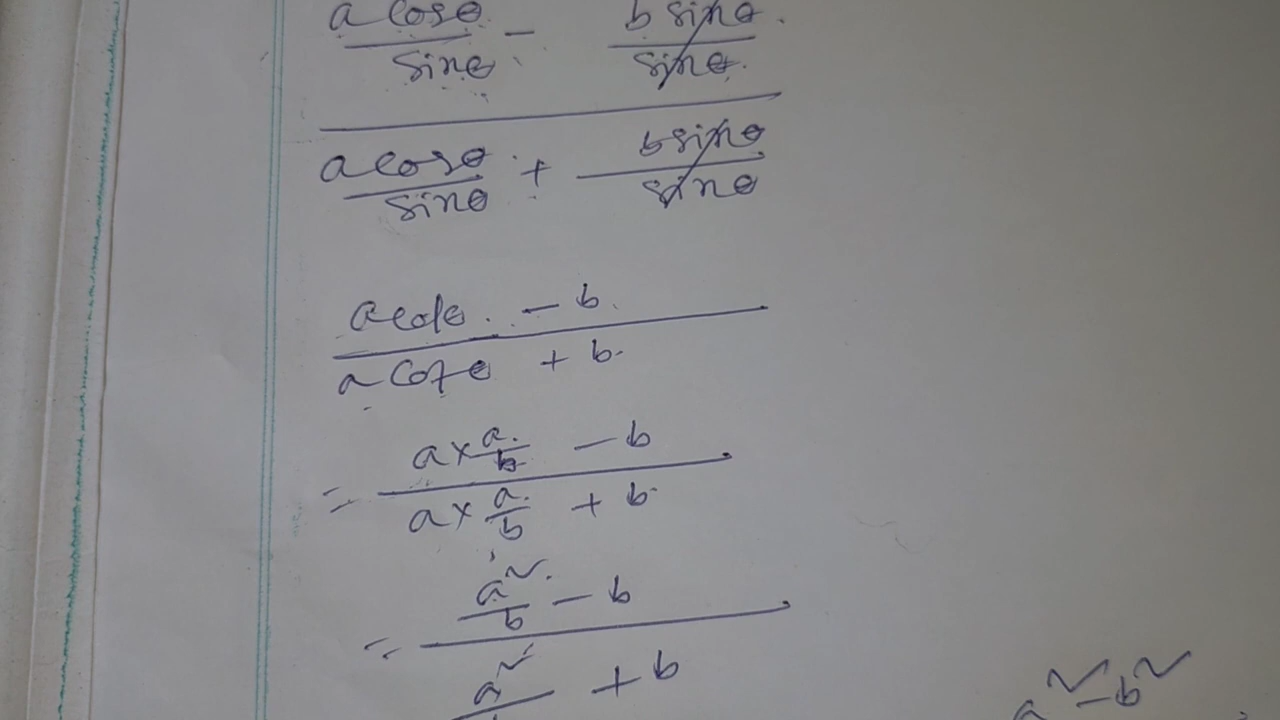 a cosθ / sinθ - b sinθ / sinθ
a cosθ / sinθ + b sinθ / sinθ
a cotθ - b
a cotθ + b
= a × a/b - b
a × a/b + b
= a²/b - b
a² + b
a² - b²